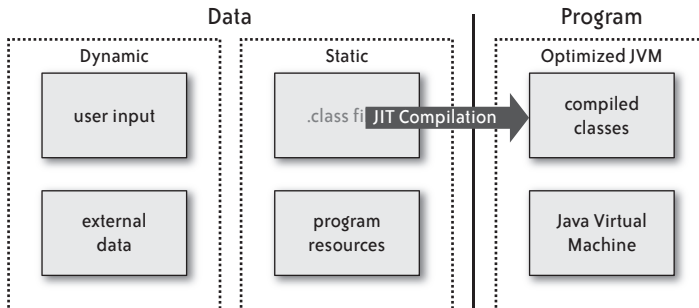 Data
Program
Dynamic
Static
Optimized JVM
user input
.class
JIT Compilation
compiled
classes
external
data
program
resources
Java Virtual
Machine